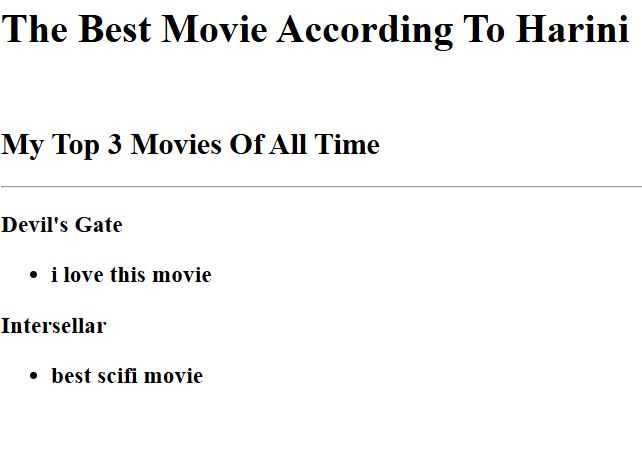 The Best Movie According To Harini
My Top 3 Movies Of All Time
Devil's Gate
• i love this movie
Intersellar
• best scifi movie